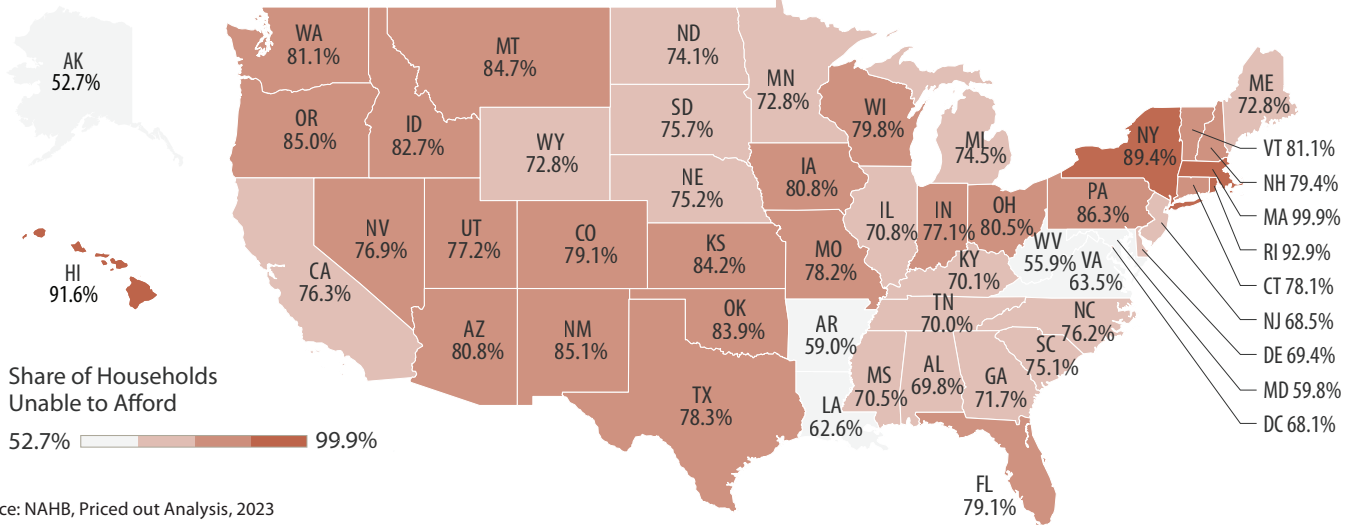 AK
52.7%
WA
81.1%
MT
84.7%
ND
74.1%
MN
72.8%
ME
72.8%
OR
85.0%
ID
82.7%
WY
72.8%
SD
75.7%
WI
79.8%
MI
74.5%
NY
89.4%
VT 81.1%
NH 79.4%
MA 99.9%
RI 92.9%
CT 78.1%
NJ 68.5%
DE 69.4%
MD 59.8%
DC 68.1%
NE
75.2%
IA
80.8%
PA
86.3%
HI
91.6%
CA
76.3%
NV
76.9%
UT
77.2%
CO
79.1%
KS
84.2%
MO
78.2%
IL
70.8%
IN
77.1%
OH
80.5%
WV
55.9%
VA
63.5%
KY
70.1%
AZ
80.8%
NM
85.1%
OK
83.9%
AR
59.0%
TN
70.0%
NC
76.2%
SC
75.1%
TX
78.3%
LA
62.6%
MS
70.5%
AL
69.8%
GA
71.7%
FL
79.1%
Share of Households
Unable to Afford
52.7% 99.9%
ce: NAHB, Priced out Analysis, 2023